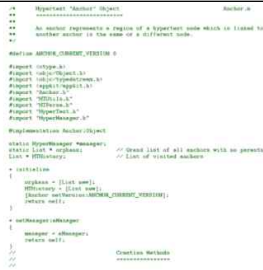 /* Hypertext "Anchor" Object Anchor.m
** ==========================
**
** An anchor represents a region of a hypertext node which is linked to
** another anchor in the same or a different node.
*/
#define ANCHOR_CURRENT_VERSION 0
#import <ctype.h>
#import <objc/Object.h>
#import <objc/typedstream.h>
#import <appkit/appkit.h>
#import "Anchor.h"
#import "HTUtils.h"
#import "HTParse.h"
#import "HyperText.h"
#import "HyperManager.h"
@implementation Anchor:Object
static HyperManager *manager;
static List * orphans; // Grand list of all anchors with no parents
List * HTHistory; // List of visited anchors
+ initialize
{
orphans = [List new];
HTHistory = [List new];
[Anchor setVersion:ANCHOR_CURRENT_VERSION];
return self;
}
+ setManager:aManager
{
manager = aManager;
return self;
}
// Creation Methods
// ================
//